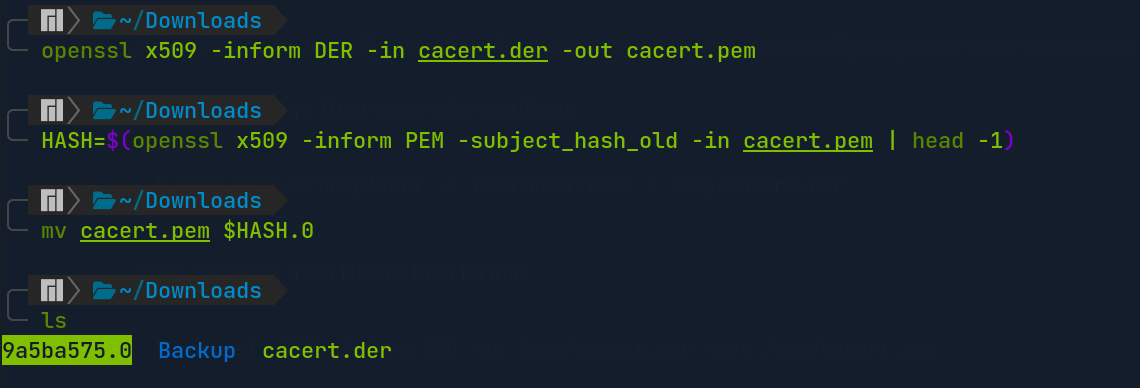 ~/Downloads
openssl x509 -inform DER -in cacert.der -out cacert.pem
~/Downloads
HASH=$(openssl x509 -inform PEM -subject_hash_old -in cacert.pem | head -1)
~/Downloads
mv cacert.pem $HASH.0
~/Downloads
ls
9a5ba575.0 Backup cacert.der